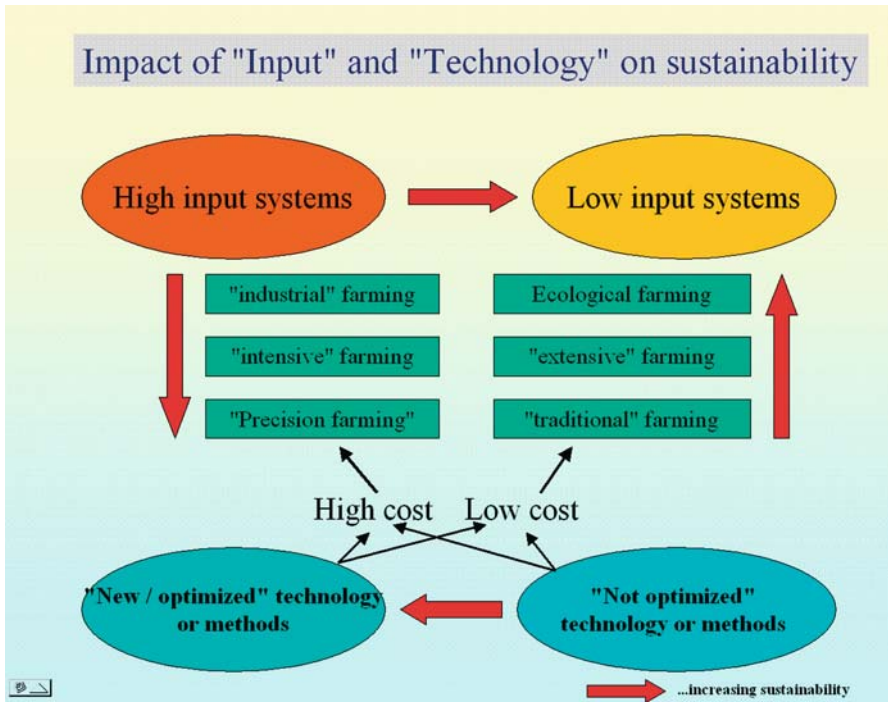 Impact of "Input" and "Technology" on sustainability
High input systems
Low input systems
"industrial" farming
Ecological farming
"intensive" farming
"extensive" farming
"Precision farming"
"traditional" farming
High cost
Low cost
"New / optimized" technology
or methods
"Not optimized"
technology or methods
...increasing sustainability